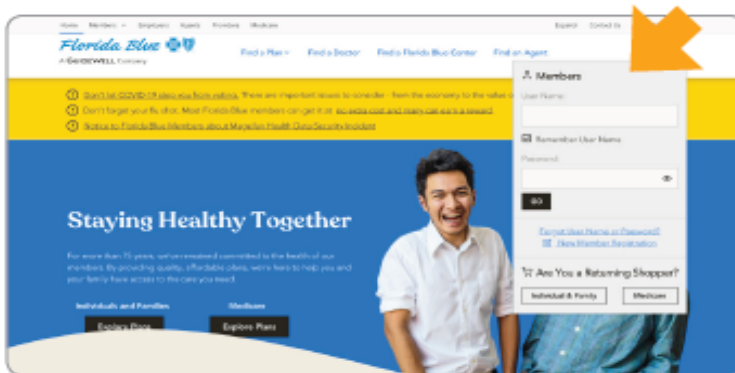 Home Members Employers Agents Providers Medicare Español Contact Us
Florida Blue
A GUIDEWELL Company
Find a Plan Find a Doctor Find a Florida Blue Center Find an Agent
Don't let COVID-19 stop you from voting. There are important issues to consider - from the economy to the value o
Don't forget your flu shot. Most Florida Blue members can get it at no extra cost and many can earn a reward.
Notice to Florida Blue Members about Magellan Health Data Security Incident
Members
User Name:
Remember User Name
Password:
GO
Forgot User Name or Password?
New Member Registration
Are You a Returning Shopper?
Individual & Family Medicare
Staying Healthy Together
For more than 75 years, we've remained committed to the health of our
members. By providing quality, affordable plans, we're here to help you and
your family have access to the care you need.
Individuals and Families Medicare
Explore Plans Explore Plans